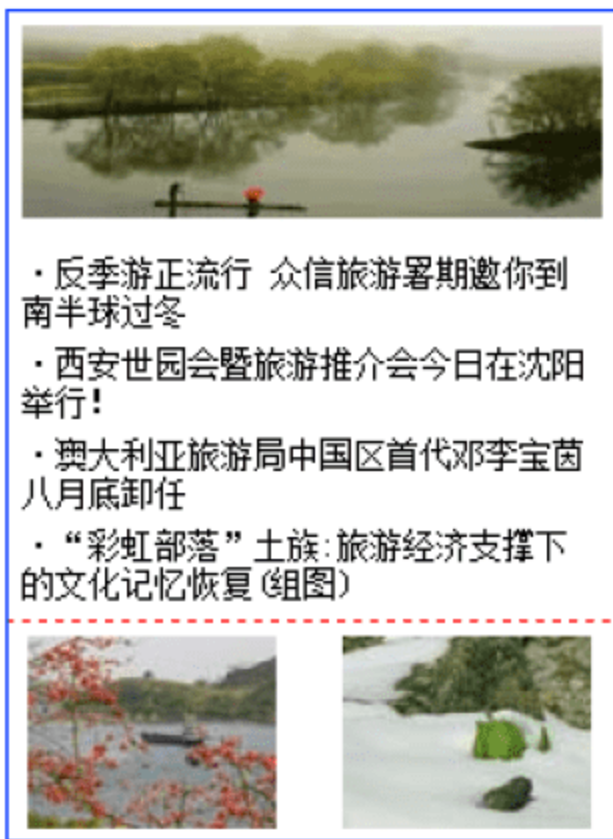 ·反季游正流行 众信旅游署期邀你到
南半球过冬
·西安世园会暨旅游推介会今日在沈阳
举行!
·澳大利亚旅游局中国区首代邓李宝茵
八月底卸任
·“彩虹部落”土族:旅游经济支撑下
的文化记忆恢复(组图)